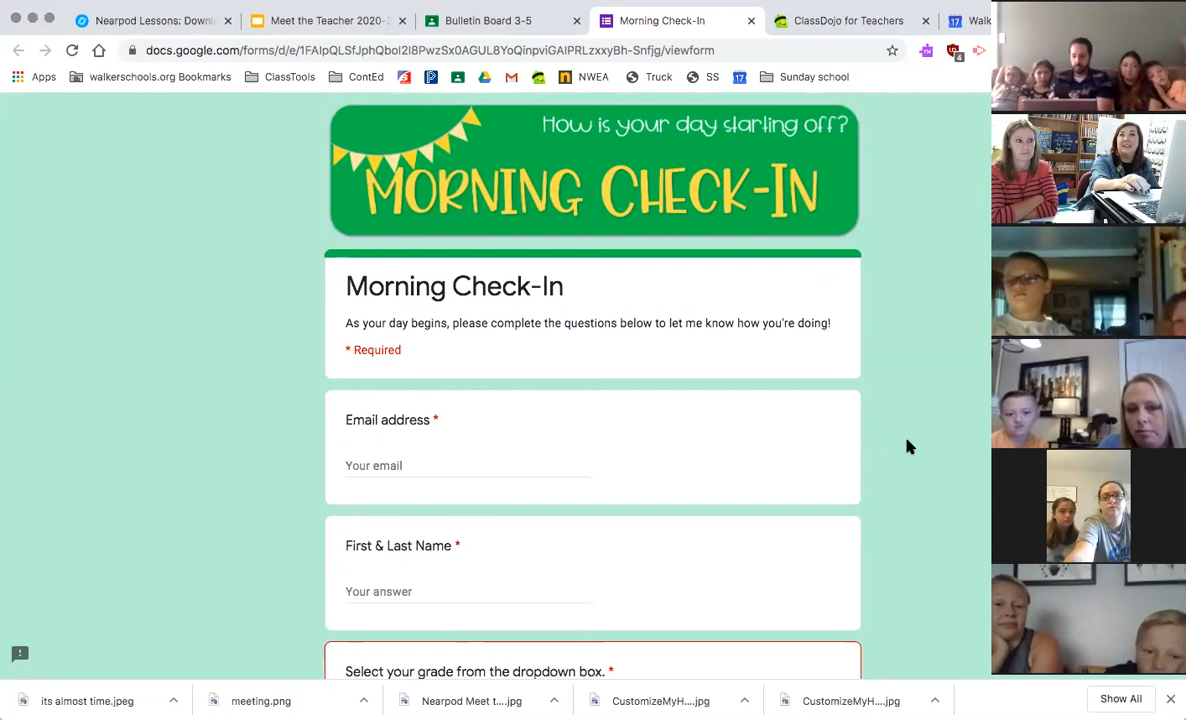 Nearpod Lessons: Downl
Meet the Teacher 2020-2
Bulletin Board 3-5
Morning Check-In
ClassDojo for Teachers
17 Walk
docs.google.com/forms/d/e/1FAIpQLSfJphQboI2I8PwzSx0AGUL8YoQinpviGAIPRLzxxyBh-Snfjg/viewform
4
Apps
walkerschools.org Bookmarks
ClassTools
ContEd
NWEA
Truck
SS
17
Sunday school
How is your day starting off?
MORNING CHECK-IN
Morning Check-In
As your day begins, please complete the questions below to let me know how you're doing!
* Required
Email address *
Your email
First & Last Name *
Your answer
Select your grade from the dropdown box. *
its almost time.jpeg
meeting.png
Nearpod Meet t....jpg
CustomizeMyH....jpg
CustomizeMyH....jpg
Show All